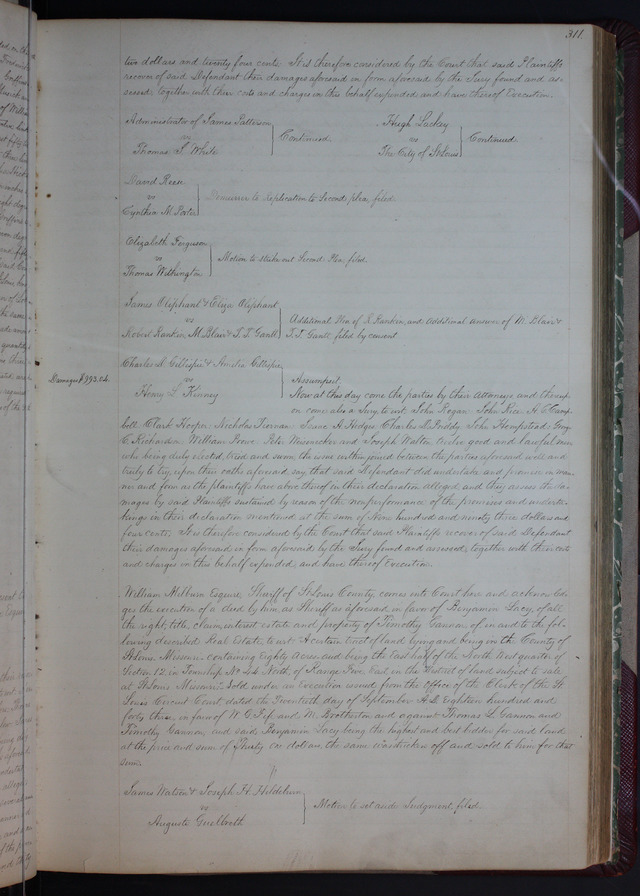 311
two dollars and twenty four cents. It is therefore considered by the Court that said Plaintiffs
recover of said Defendant their damages aforesaid in form aforesaid by the Jury found and as-
sessed, together with their costs and charges in this behalf expended and have thereof Execution.
Administrator of James Patterson
vs
Thomas J. White
Continued
Hugh Lackey
vs
The City of St Louis
Continued.
David Rees
vs
Cynthia M Porter
Demurrer to Replication to Second plea filed.
Elizabeth Ferguson
vs
Thomas Withington
Motion to strike out Second Plea, filed.
James Oliphant & Eliza Oliphant
vs
Robert Rankin, M. Blair & T. T. Gantt
Additional Plea of R Rankin, and Additional answer of M. Blair &
T. T. Gantt filed by consent.
Damages $993.04.
Charles D. Gillespie & Amelia Gillespie
vs
Henry L Kinney
Assumpsit.
Now at this day come the parties by their Attorneys and thereup-
on come also a Jury to wit, John Hogan John Rice H. C. Camp-
bell Clark Hooper Nicholas Tiernan Isaac A. Hedges Charles DePriddy John Thompstead George
C. Richardson William Prowe Peter and Joseph Walton twelve good and lawful men
who being duly elected, tried and sworn the issue within joined between the parties aforesaid well and
truly to try, upon their oaths aforesaid, say that said Defendant did undertake and promise in man-
ner and form as the plaintiffs have above thereof in their declaration alleged and they assess the da-
mages by said Plaintiffs sustained by reason of the nonperformance of the promises and underta-
kings in their declaration mentioned at the sum of Nine hundred and ninety three dollars and
four cents. It is therefore considered by the Court that said Plaintiffs recover of said Defendant
their damages aforesaid in form aforesaid by the Jury found and assessed, together with their costs
and charges in this behalf expended, and have thereof Execution.
William Milburn Esquire, Sheriff of St Louis County, comes into Court here and acknowled-
ges the execution of a deed by him as Sheriff as aforesaid in favor of Benjamin Lacy, of all
the right, title, claim, interest estate and property of Timothy Gannon of in and to the fol-
lowing described Real Estate, to wit: A certain tract of land lying and being in the County of
St Louis Missouri containing Eighty acres and being the East half of the North West quarter of
Section 12 in Township No 44 North, of Range Five East in the District of land subject to sale
at St Louis Missouri: Sold under an Execution issued from the office of the Clerk of the St
Louis Circuit Court, dated the Twentieth day of September A D Eighteen hundred and
forty three, in favor of W. C. Fife and M. Brotherton and against Thomas L. Gannon and
Timothy Gannon, and said Benjamin Lacy being the highest and best bidder for said land
at the price and sum of Thirty six dollars, the same was stricken off and sold to him for that
sum.
James Watson & Joseph H. Hildeburn
vs
Auguste Guelbreth
Motion to set aside Judgment, filed.